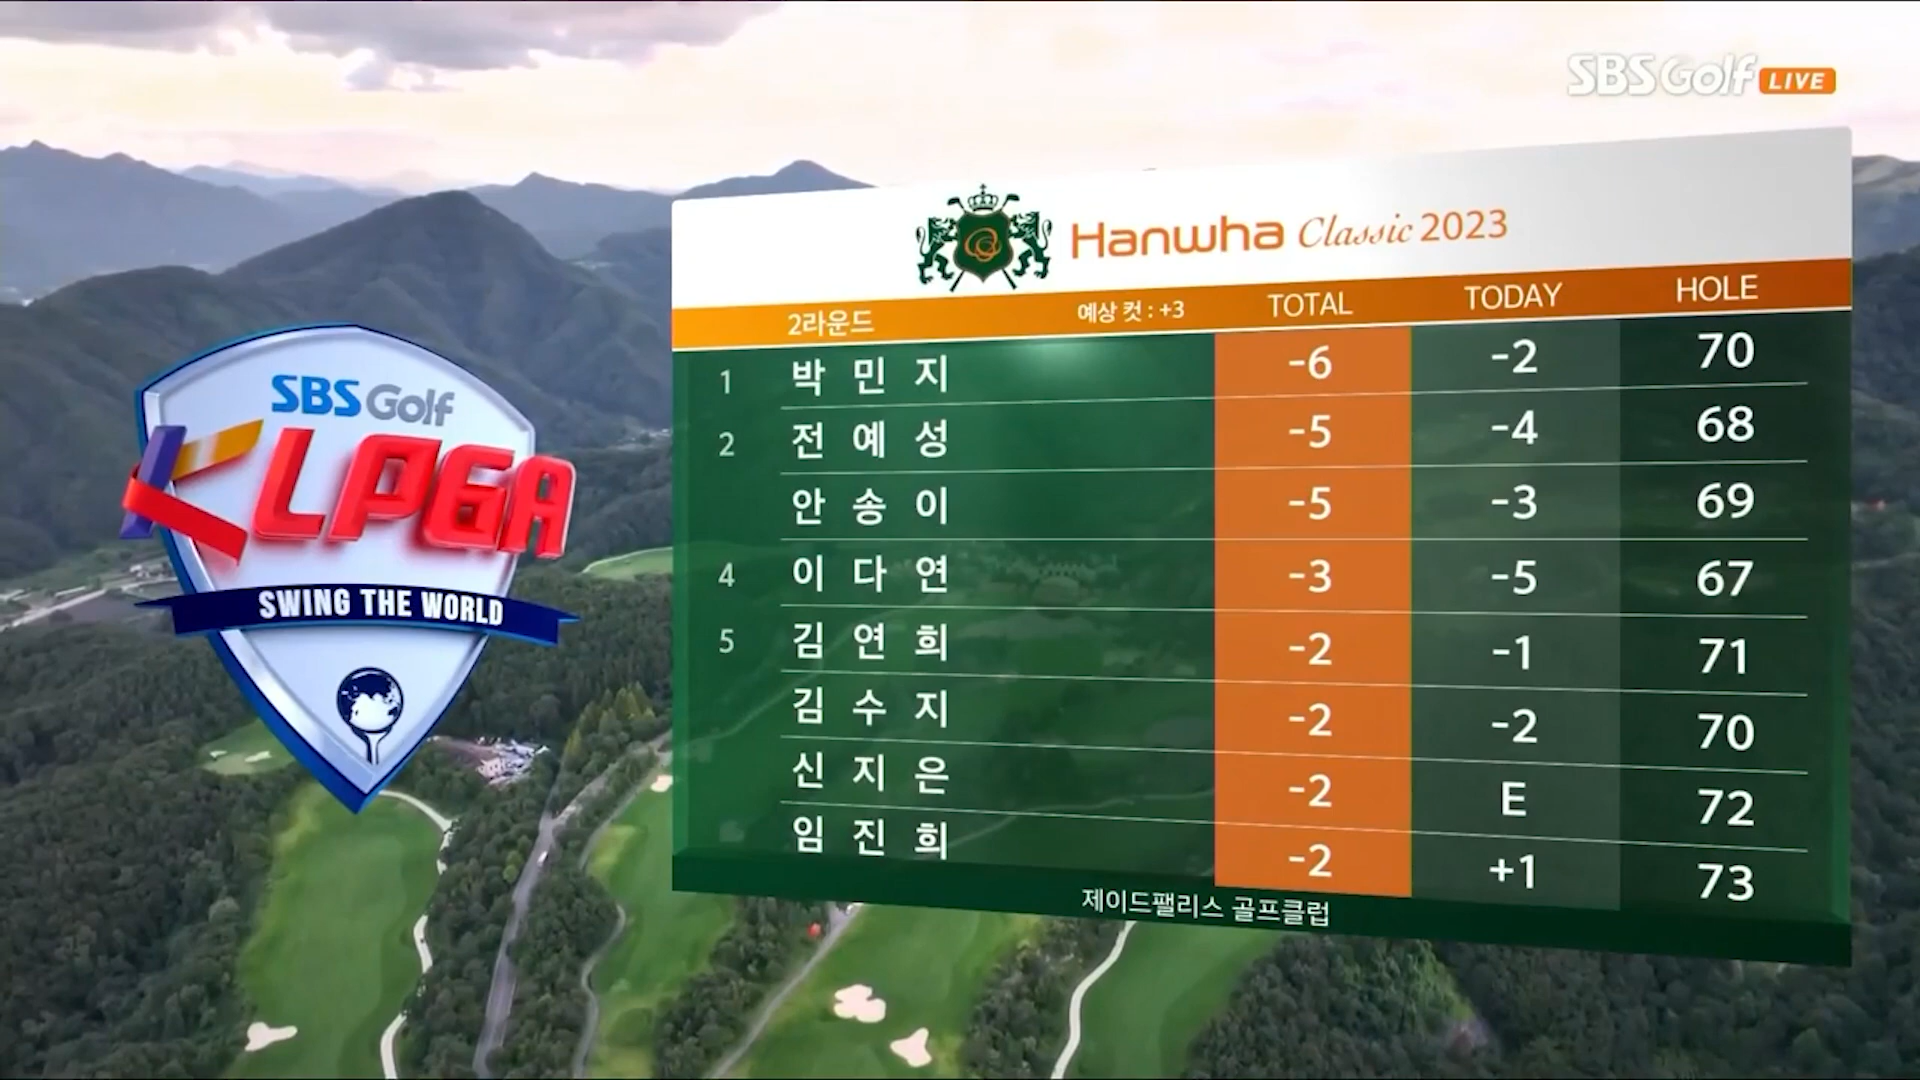 SBS Golf LIVE
Hanwha Classic 2023
2라운드 예상 컷 : +3 TOTAL TODAY HOLE
1 박민지 -6 -2 70
2 전예성 -5 -4 68
안송이 -5 -3 69
4 이다연 -3 -5 67
5 김연희 -2 -1 71
김수지 -2 -2 70
신지은 -2 E 72
임진희 -2 +1 73
제이드팰리스 골프클럽
SBS Golf
KLPGA
SWING THE WORLD